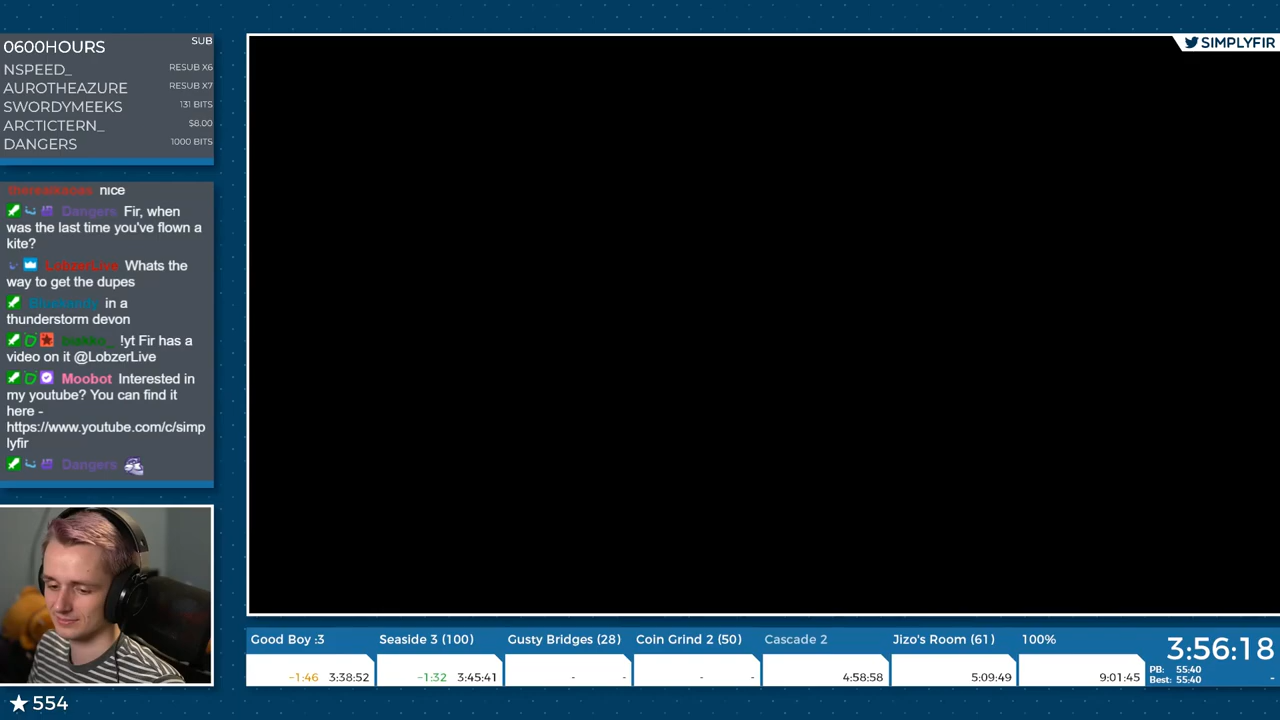 0600HOURS SUB
NSPEED_ RESUB X6
AUROTHEAZURE RESUB X7
SWORDYMEEKS 131 BITS
ARCTICTERN_ $8.00
DANGERS 1000 BITS
SIMPLYFIR
nice
Dangers Fir, when
was the last time you've flown a
kite?
LobzerLive Whats the
way to get the dupes
in a
thunderstorm devon
!yt Fir has a
video on it @LobzerLive
Moobot Interested in
my youtube? You can find it
here -
https://www.youtube.com/c/simp
lyfir
Dangers
Good Boy :3 Seaside 3 (100) Gusty Bridges (28) Coin Grind 2 (50) Cascade 2 Jizo's Room (61) 100%
−1:46 3:38:52 −1:32 3:45:41 - - - - 4:58:58 5:09:49 9:01:45
3:56:18
PB: 55:40
Best: 55:40 -
★ 554